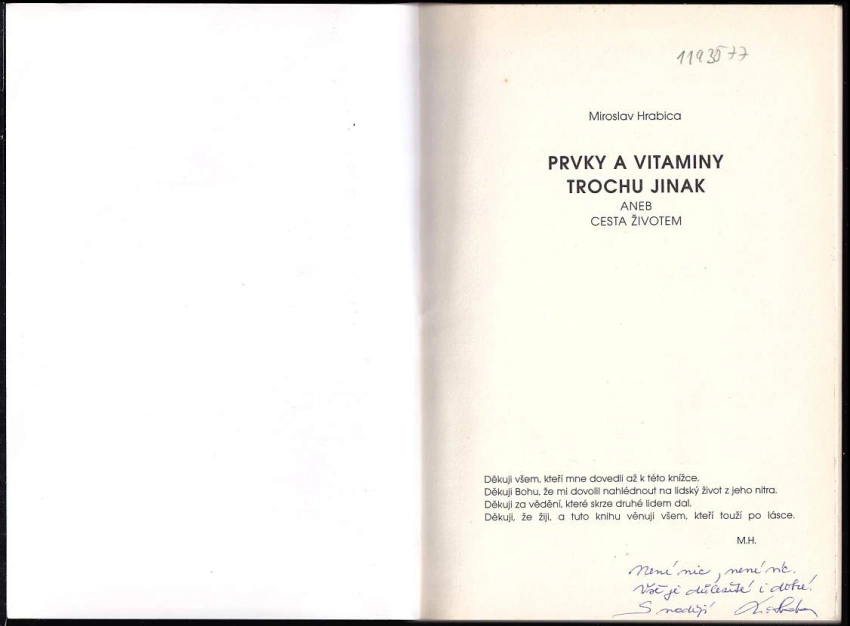 1193577
Miroslav Hrabica
PRVKY A VITAMINY
TROCHU JINAK
ANEB
CESTA ŽIVOTEM
Děkuji všem, kteří mne dovedli až k této knížce.
Děkuji Bohu, že mi dovolil nahlédnout na lidský život z jeho nitra.
Děkuji za vědění, které skrze druhé lidem dal.
Děkuji, že žiji, a tuto knihu věnuji všem, kteří touží po lásce.
M.H.
Není nic, není nic.
Vše je důležité i dobré.
S nadějí